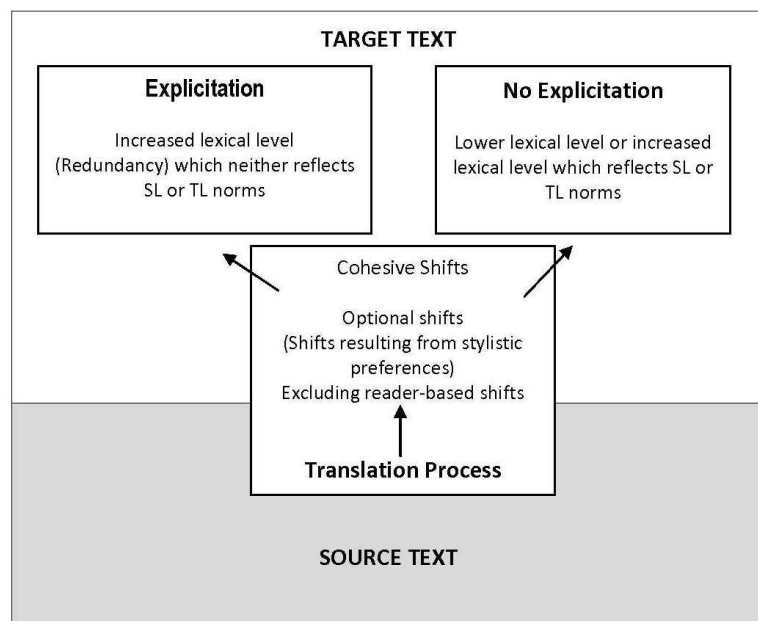 TARGET TEXT
Explicitation
Increased lexical level
(Redundancy) which neither reflects
SL or TL norms
No Explicitation
Lower lexical level or increased
lexical level which reflects SL or
TL norms
Cohesive Shifts
Optional shifts
(Shifts resulting from stylistic
preferences)
Excluding reader-based shifts
Translation Process
SOURCE TEXT